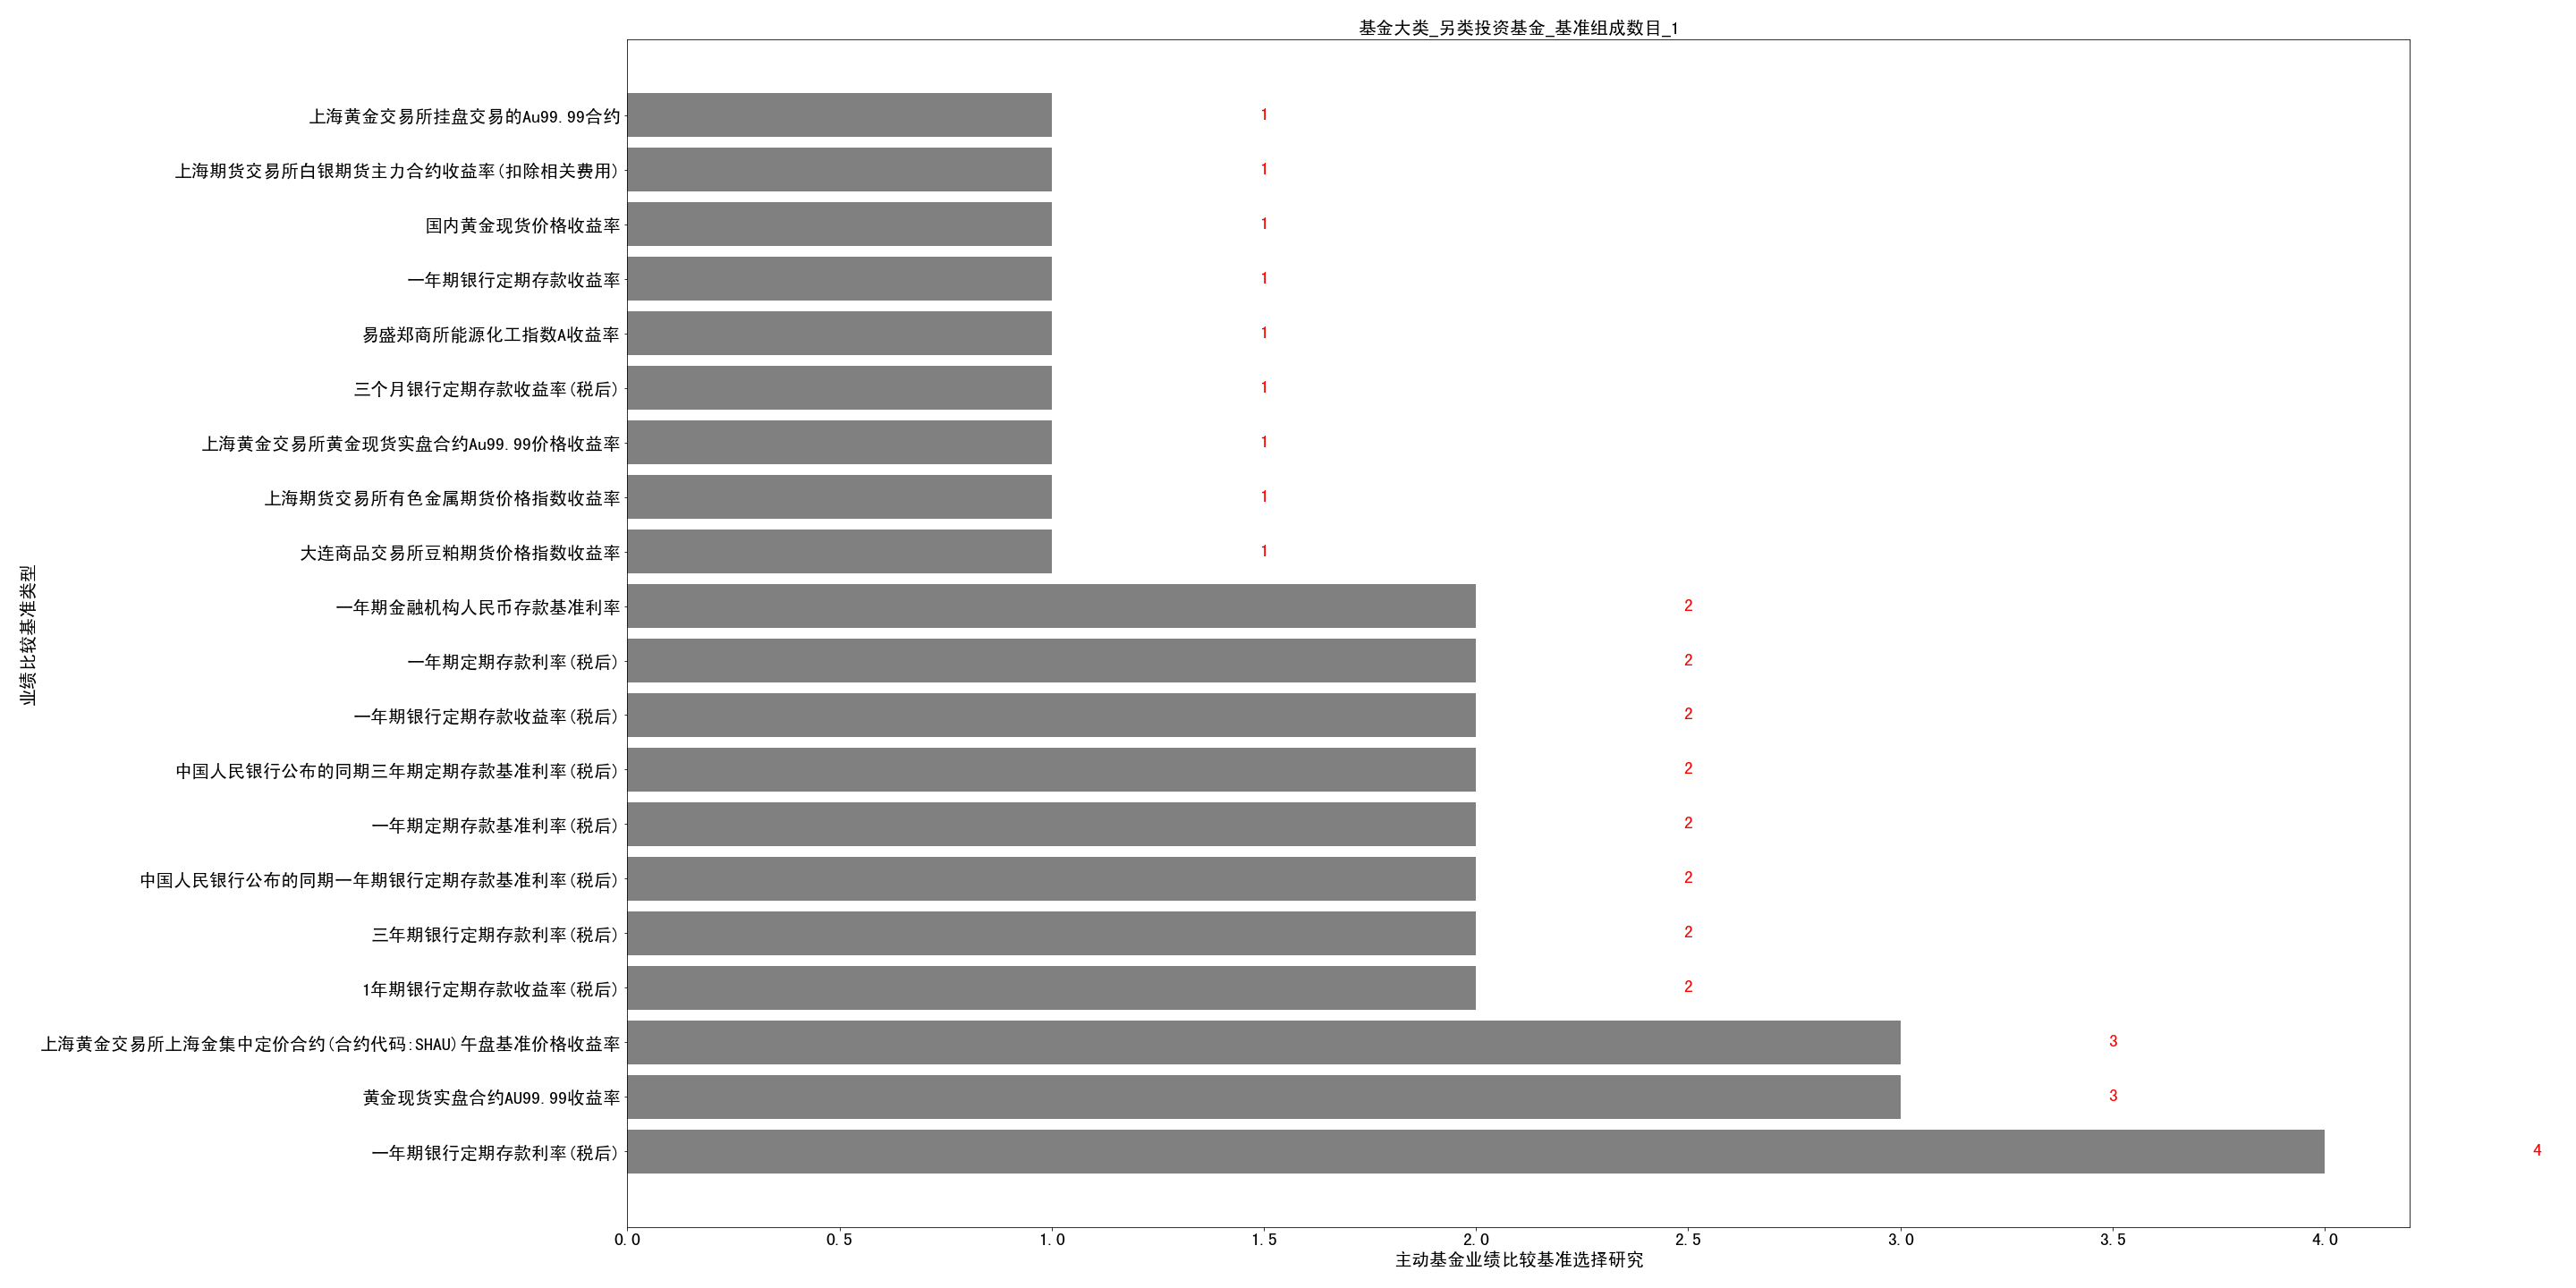 基金大类_另类投资基金_基准组成数目_1
上海黄金交易所挂盘交易的Au99.99合约 1
上海期货交易所白银期货主力合约收益率(扣除相关费用) 1
国内黄金现货价格收益率 1
一年期银行定期存款收益率 1
易盛郑商所能源化工指数A收益率 1
三个月银行定期存款收益率(税后) 1
上海黄金交易所黄金现货实盘合约Au99.99价格收益率 1
上海期货交易所有色金属期货价格指数收益率 1
大连商品交易所豆粕期货价格指数收益率 1
一年期金融机构人民币存款基准利率 2
一年期定期存款利率(税后) 2
一年期银行定期存款收益率(税后) 2
中国人民银行公布的同期三年期定期存款基准利率(税后) 2
一年期定期存款基准利率(税后) 2
中国人民银行公布的同期一年期银行定期存款基准利率(税后) 2
三年期银行定期存款利率(税后) 2
1年期银行定期存款收益率(税后) 2
上海黄金交易所上海金集中定价合约(合约代码:SHAU)午盘基准价格收益率 3
黄金现货实盘合约AU99.99收益率 3
一年期银行定期存款利率(税后) 4
业绩比较基准类型
0.0 0.5 1.0 1.5 2.0 2.5 3.0 3.5 4.0
主动基金业绩比较基准选择研究